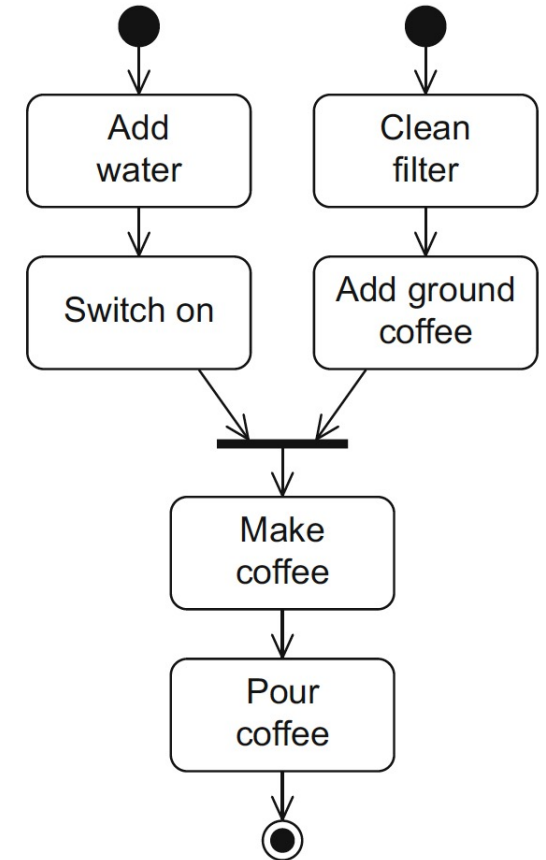 Add
water
Clean
filter
Switch on
Add ground
coffee
Make
coffee
Pour
coffee